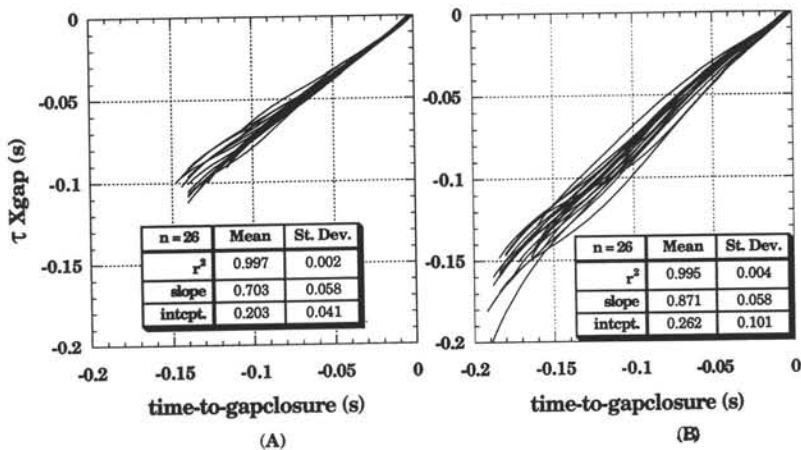 0
-0.05
-0.1
-0.15
-0.2
τ Xgap (s)
n = 26 Mean St. Dev.
r² 0.997 0.002
slope 0.703 0.058
intcpt. 0.203 0.041
-0.2 -0.15 -0.1 -0.05
time-to-gapclosure (s)
(A)
0
-0.05
-0.1
-0.15
-0.2
n = 26 Mean St. Dev.
r² 0.995 0.004
slope 0.871 0.058
intcpt. 0.262 0.101
-0.2 -0.15 -0.1 -0.05 0
time-to-gapclosure (s)
(B)